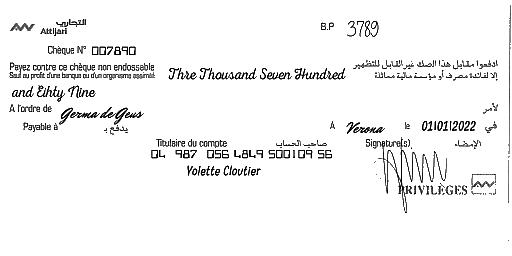 التجاري
Attijari
B.P 3789
Chèque N° 007890
Payez contre ce chèque non endossable
Sauf au profit d'une banque ou d'un organisme assimilé
ادفعوا مقابل هذا الصك غير القابل للتظهير
إلا لفائدة مصرف أو مؤسسة مالية مماثلة
Thre Thousand Seven Hundred
and Eihty Nine
A l'ordre de Germa de Geus لأمر
Payable à يدفع بـ
A Verona le 01|01|2022 في
Titulaire du compte صاحب الحساب
Signature(s) الإمضاء
04 987 056 4849 500109 56
Yolette Cloutier
PRIVILÈGES